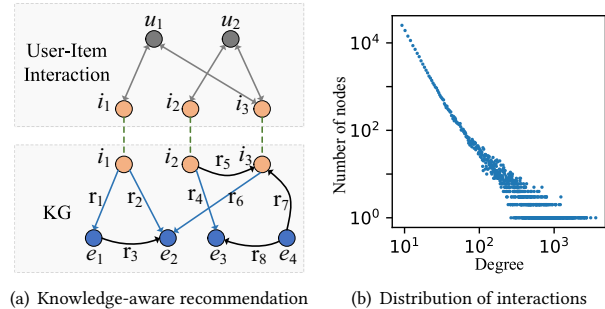 u1 u2
User-Item
Interaction
i1 i2 i3
i1 i2 i3
r5
r1 r2 r4 r6 r7
KG
r3 r8
e1 e2 e3 e4
(a) Knowledge-aware recommendation
Number of nodes
10^4
10^2
10^0
10^1 10^2 10^3
Degree
(b) Distribution of interactions